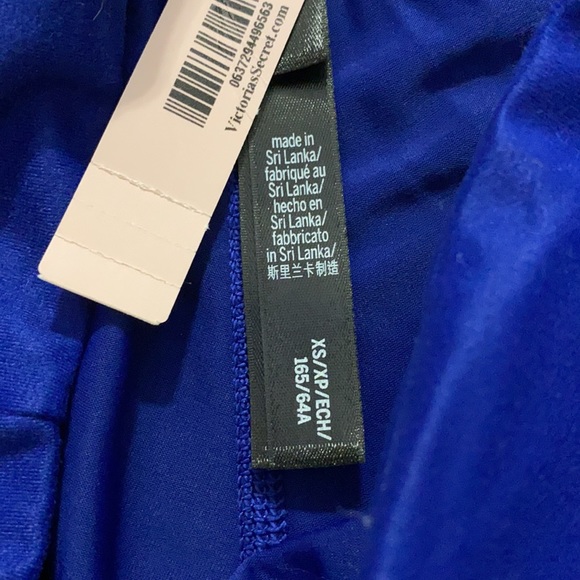 0637294496563
VictoriasSecret.com
made in
Sri Lanka/
fabriqué au
Sri Lanka/
hecho en
Sri Lanka/
fabbricato
in Sri Lanka/
斯里兰卡制造
XS/XP/ECH/
165/64A